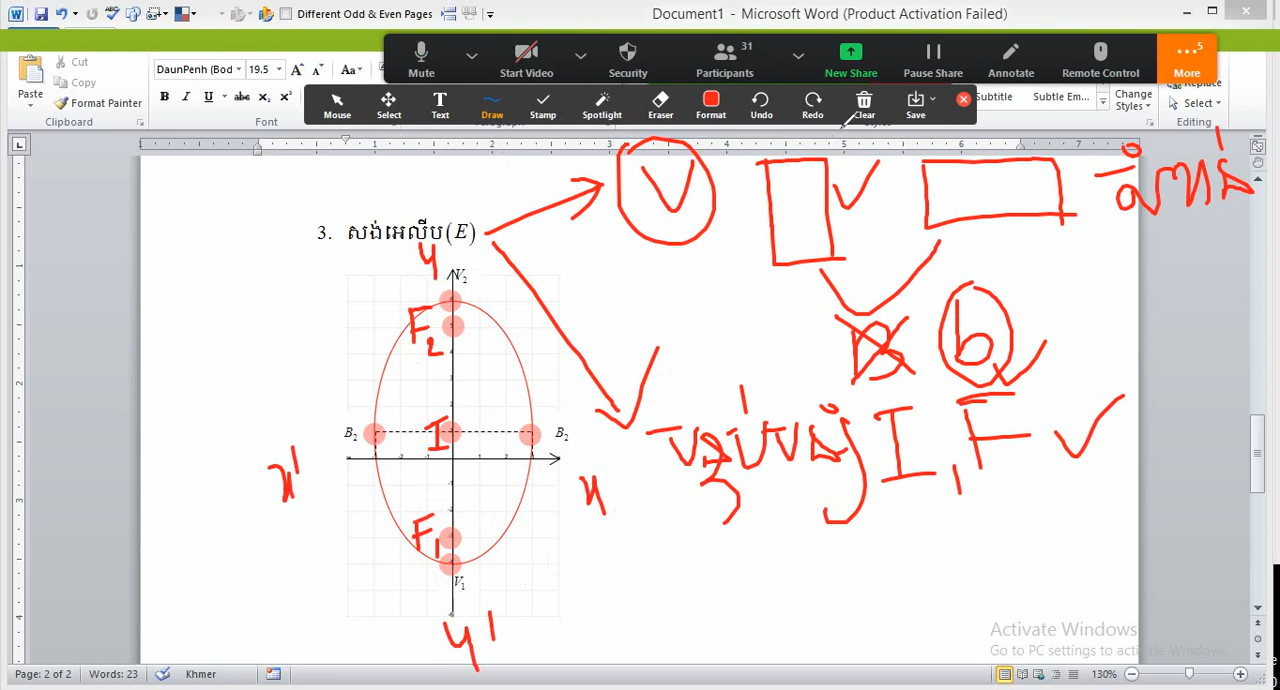 Different Odd & Even Pages
Document1 - Microsoft Word (Product Activation Failed)
Paste
Cut
Copy
Format Painter
Clipboard
DaunPenh (Bod
19.5
Font
Mute
Start Video
Security
Participants
31
New Share
Pause Share
Annotate
Remote Control
More
5
Mouse
Select
Text
Draw
Stamp
Spotlight
Eraser
Format
Undo
Redo
Clear
Save
Subtitle
Subtle Em...
Change Styles
Replace
Select
Editing
V
3. សង់អេលីប(E)
y
V₂
F₂
B₂
I
B₂
x'
x
F₁
V₁
y'
B
b
I, F
Activate Windows
Go to PC settings to activate Windows.
Page: 2 of 2
Words: 23
Khmer
130%